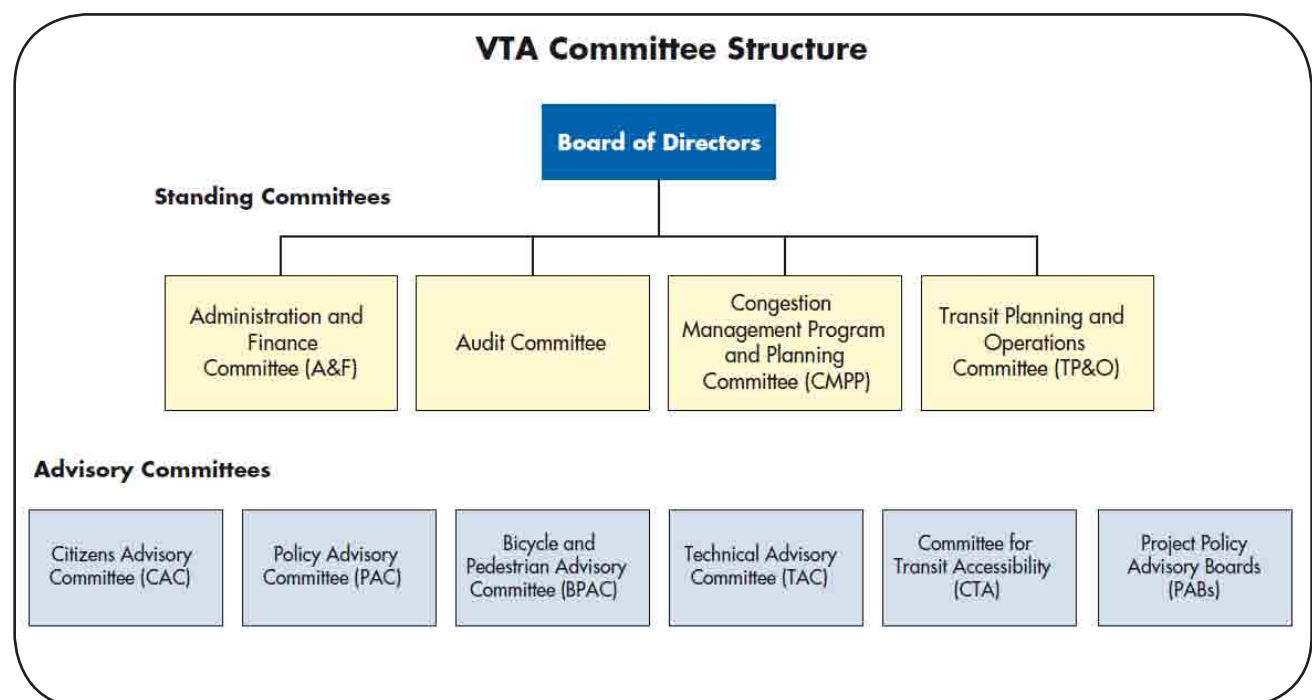 VTA Committee Structure
Board of Directors
Standing Committees
Administration and
Finance
Committee (A&F)
Audit Committee
Congestion
Management Program
and Planning
Committee (CMPP)
Transit Planning and
Operations
Committee (TP&O)
Advisory Committees
Citizens Advisory
Committee (CAC)
Policy Advisory
Committee (PAC)
Bicycle and
Pedestrian Advisory
Committee (BPAC)
Technical Advisory
Committee (TAC)
Committee for
Transit Accessibility
(CTA)
Project Policy
Advisory Boards
(PABs)